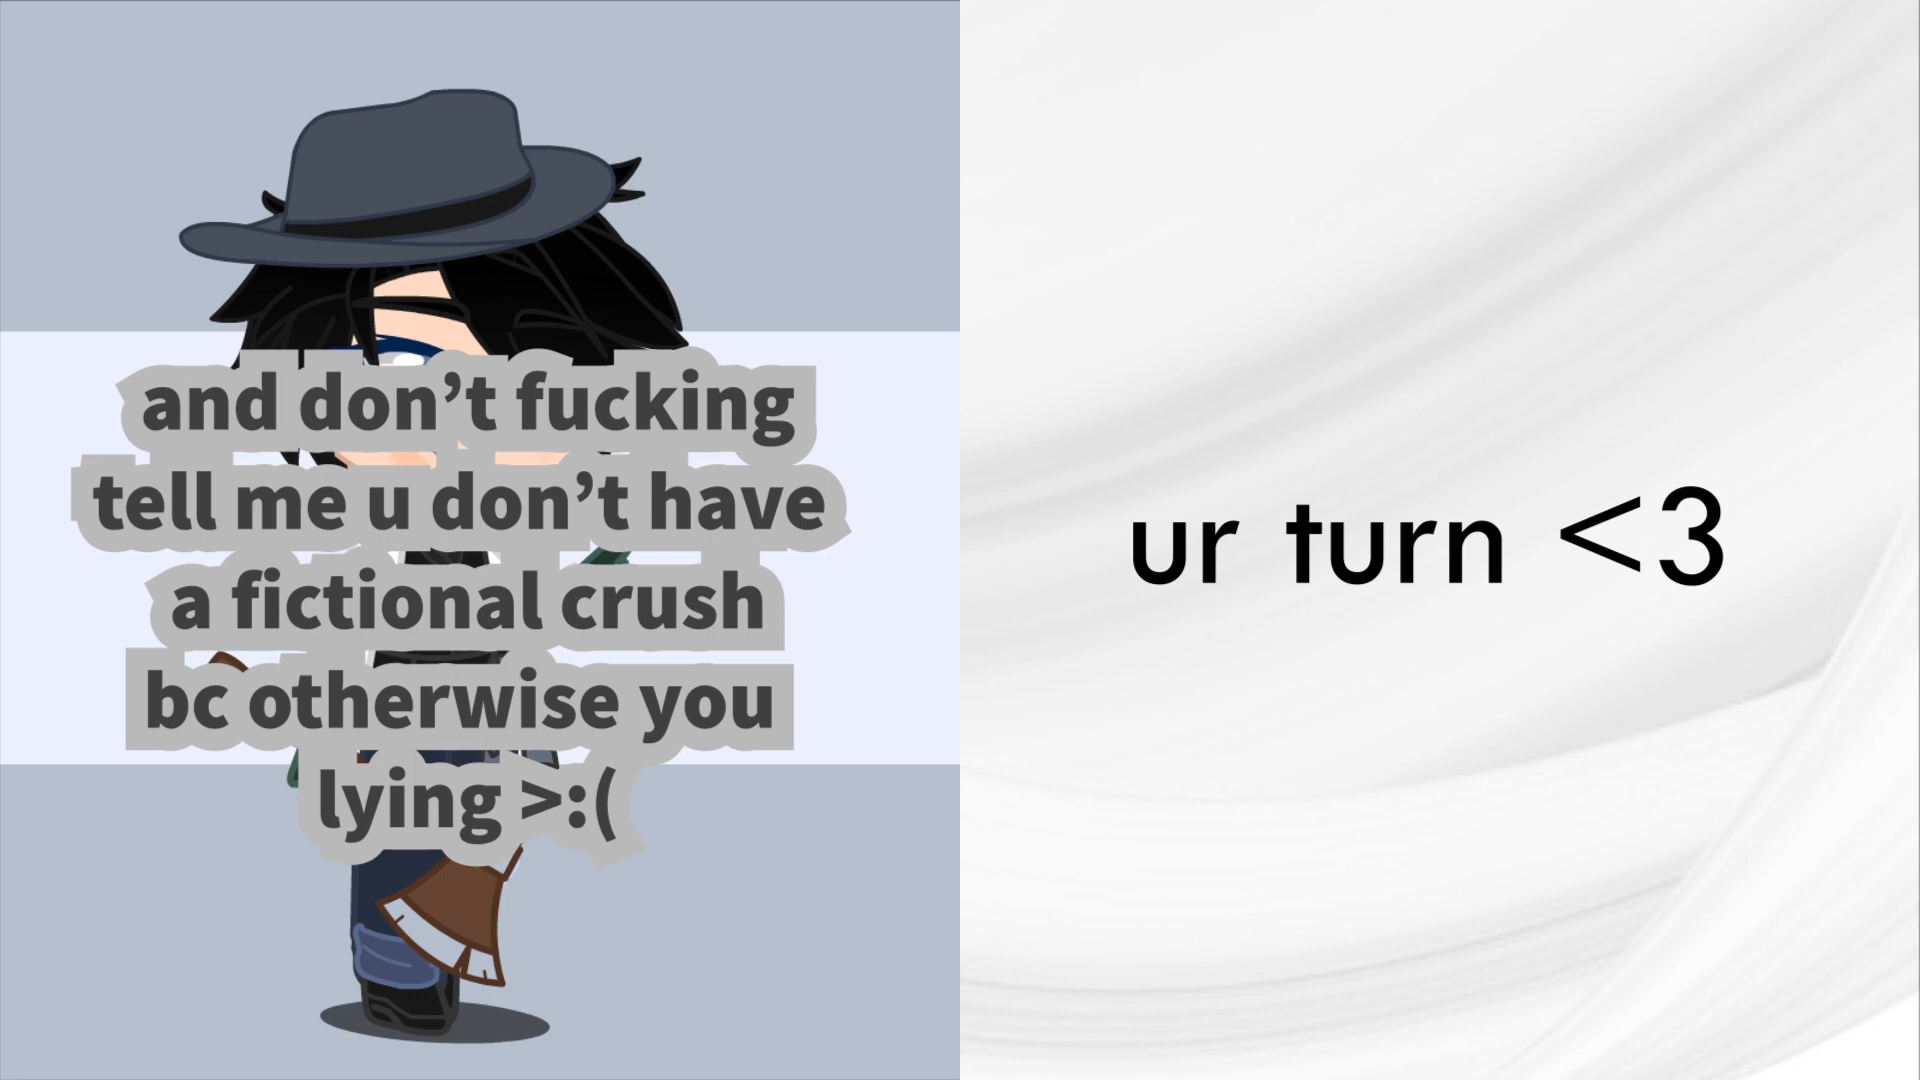 and don’t fucking
tell me u don’t have
a fictional crush
bc otherwise you
lying >:(
ur turn <3